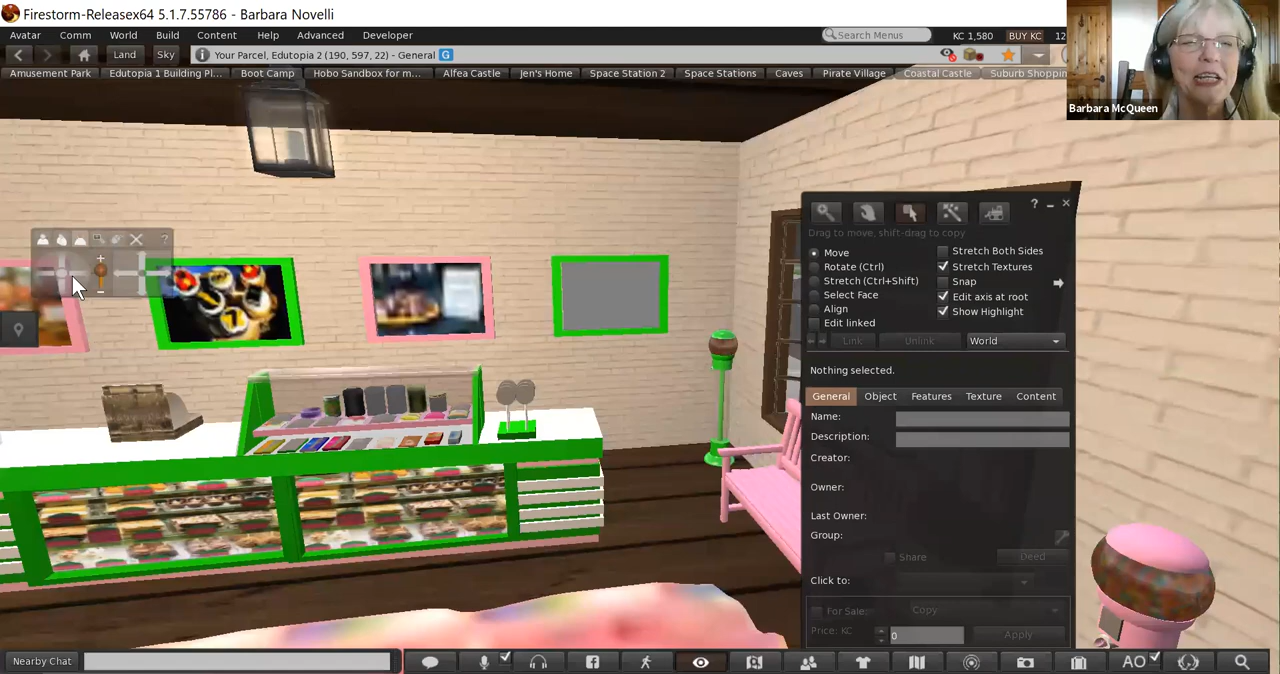 Firestorm-Releasex64 5.1.7.55786 - Barbara Novelli
Avatar Comm World Build Content Help Advanced Developer
Search Menus
KC 1,580 BUY KC 12
Land Sky
Your Parcel, Edutopia 2 (190, 597, 22) - General G
Amusement Park Edutopia 1 Building Pl... Boot Camp Hobo Sandbox for m... Alfea Castle Jen's Home Space Station 2 Space Stations Caves Pirate Village Coastal Castle Suburb Shoppin
Barbara McQueen
?
? _ ×
Drag to move, shift-drag to copy
Move
Rotate (Ctrl)
Stretch (Ctrl+Shift)
Select Face
Align
Edit linked
Stretch Both Sides
Stretch Textures
Snap
Edit axis at root
Show Highlight
Link Unlink World
Nothing selected.
General Object Features Texture Content
Name:
Description:
Creator:
Owner:
Last Owner:
Group:
Share Deed
Click to:
For Sale: Copy
Price: KC 0 Apply
7
Nearby Chat
AO